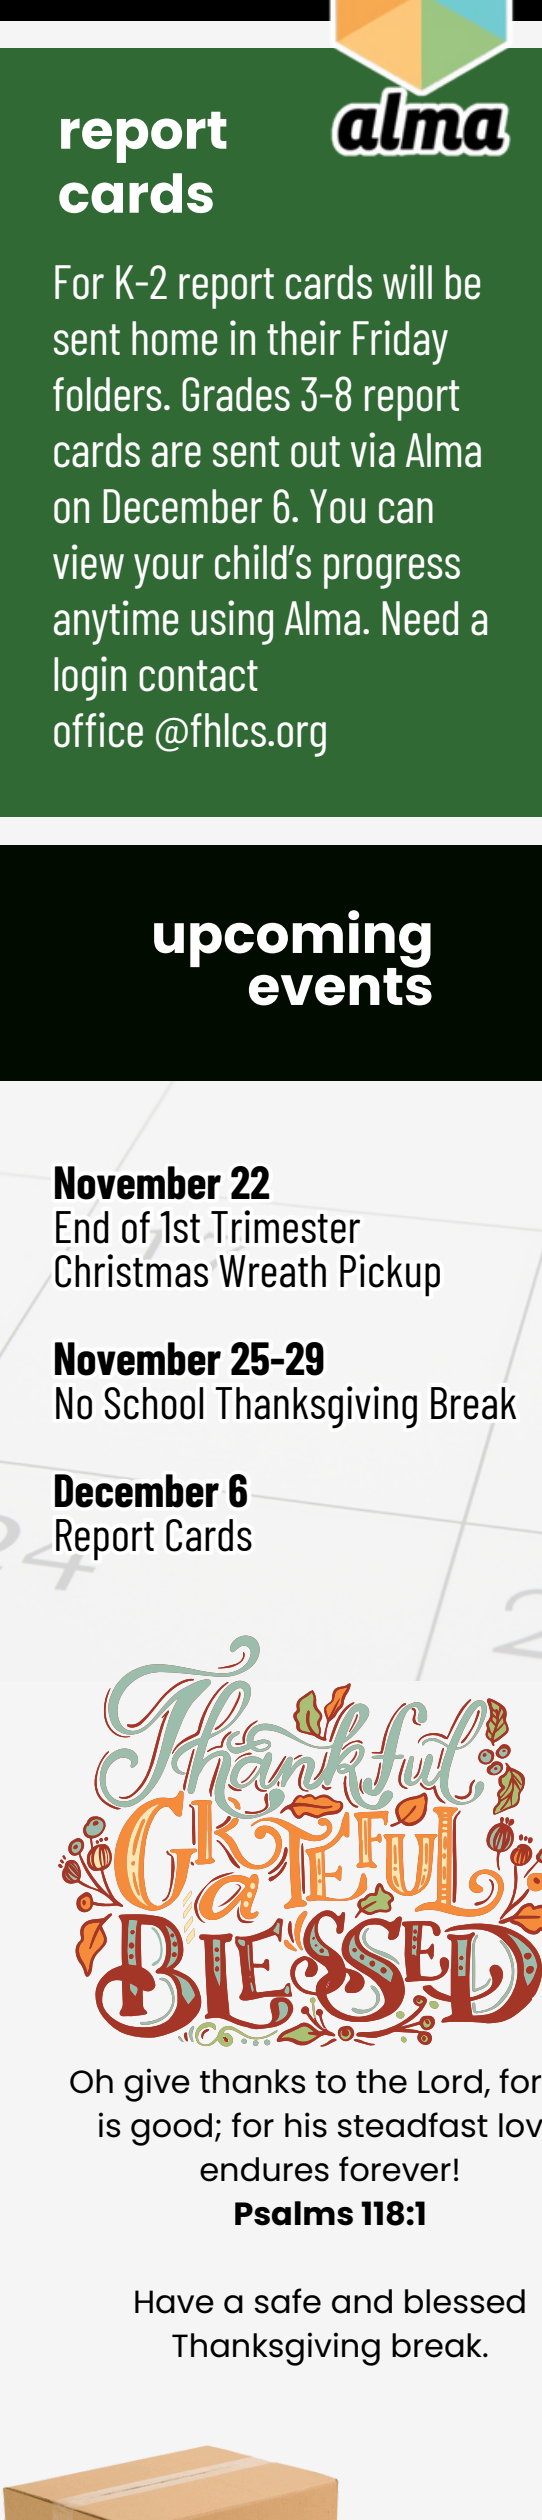 alma
report
cards
For K-2 report cards will be
sent home in their Friday
folders. Grades 3-8 report
cards are sent out via Alma
on December 6. You can
view your child’s progress
anytime using Alma. Need a
login contact
office @fhlcs.org
upcoming
events
November 22
End of 1st Trimester
Christmas Wreath Pickup
November 25-29
No School Thanksgiving Break
December 6
Report Cards
24
2
Thankful
Grateful
a
Blessed
Oh give thanks to the Lord, for
is good; for his steadfast lov
endures forever!
Psalms 118:1
Have a safe and blessed
Thanksgiving break.